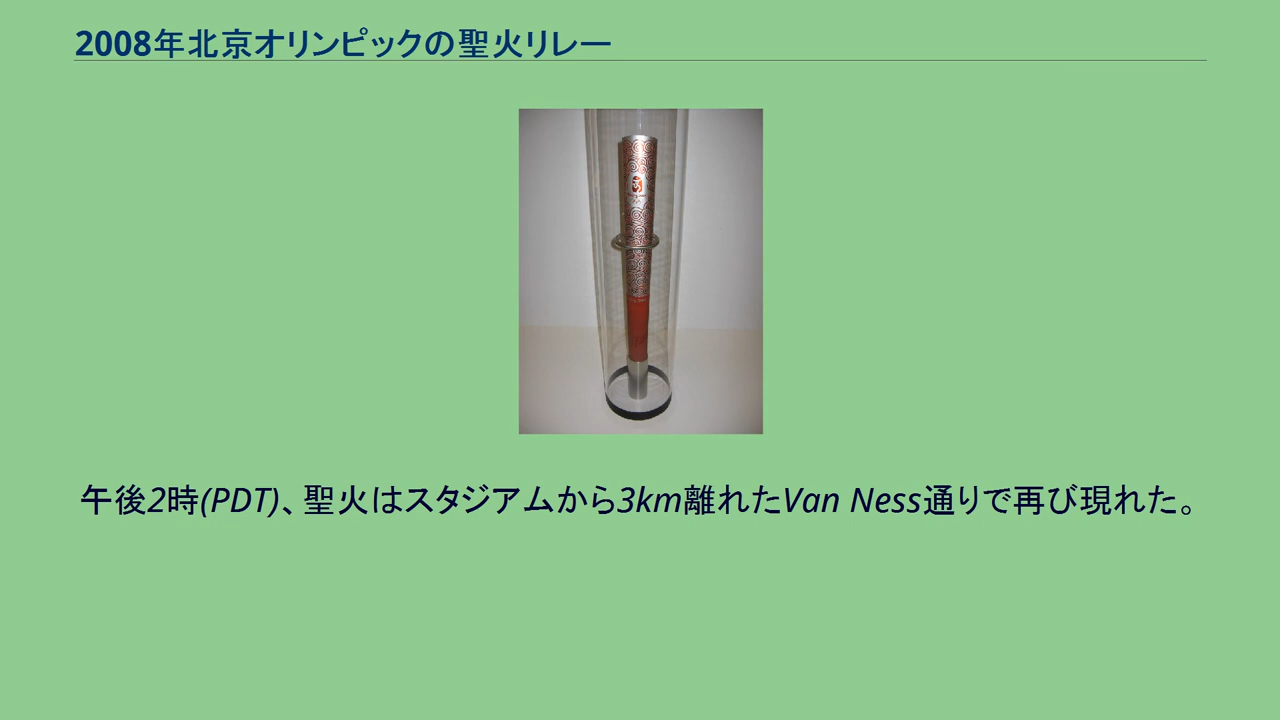 2008年北京オリンピックの聖火リレー
午後2時(PDT)、聖火はスタジアムから3km離れたVan Ness通りで再び現れた。